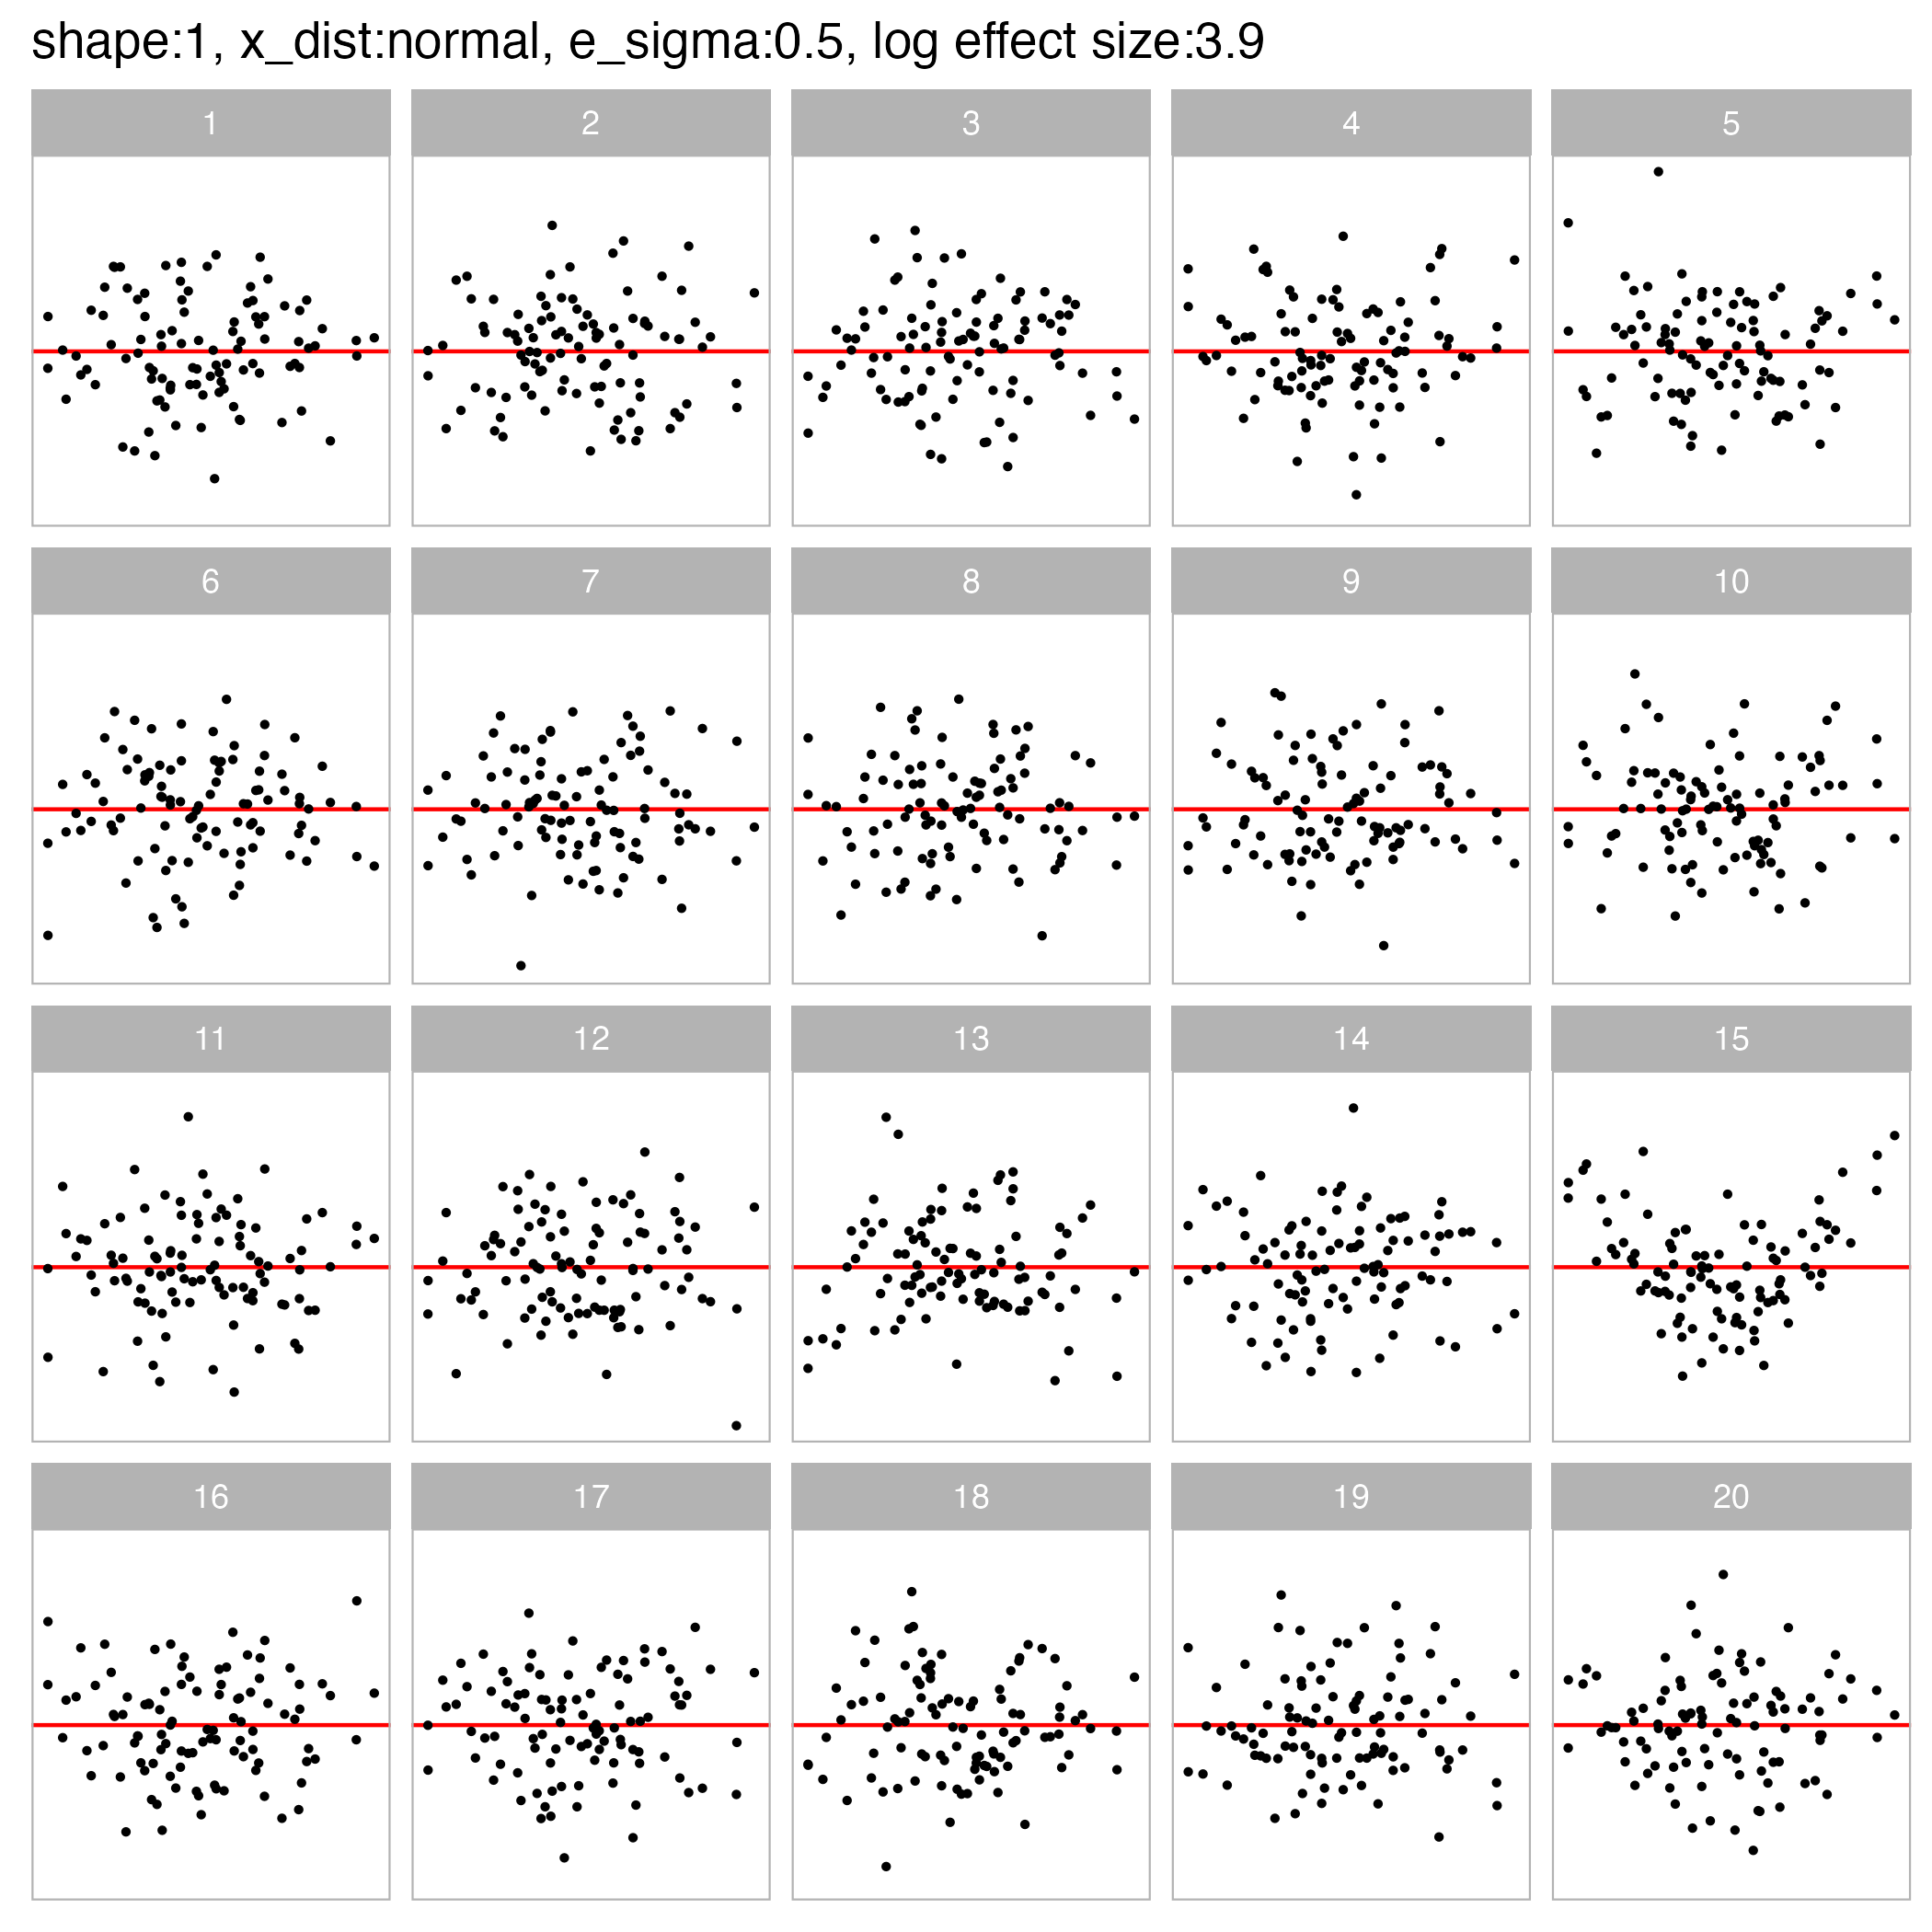 shape:1, x_dist:normal, e_sigma:0.5, log effect size:3.9
1 2 3 4 5
6 7 8 9 10
11 12 13 14 15
16 17 18 19 20